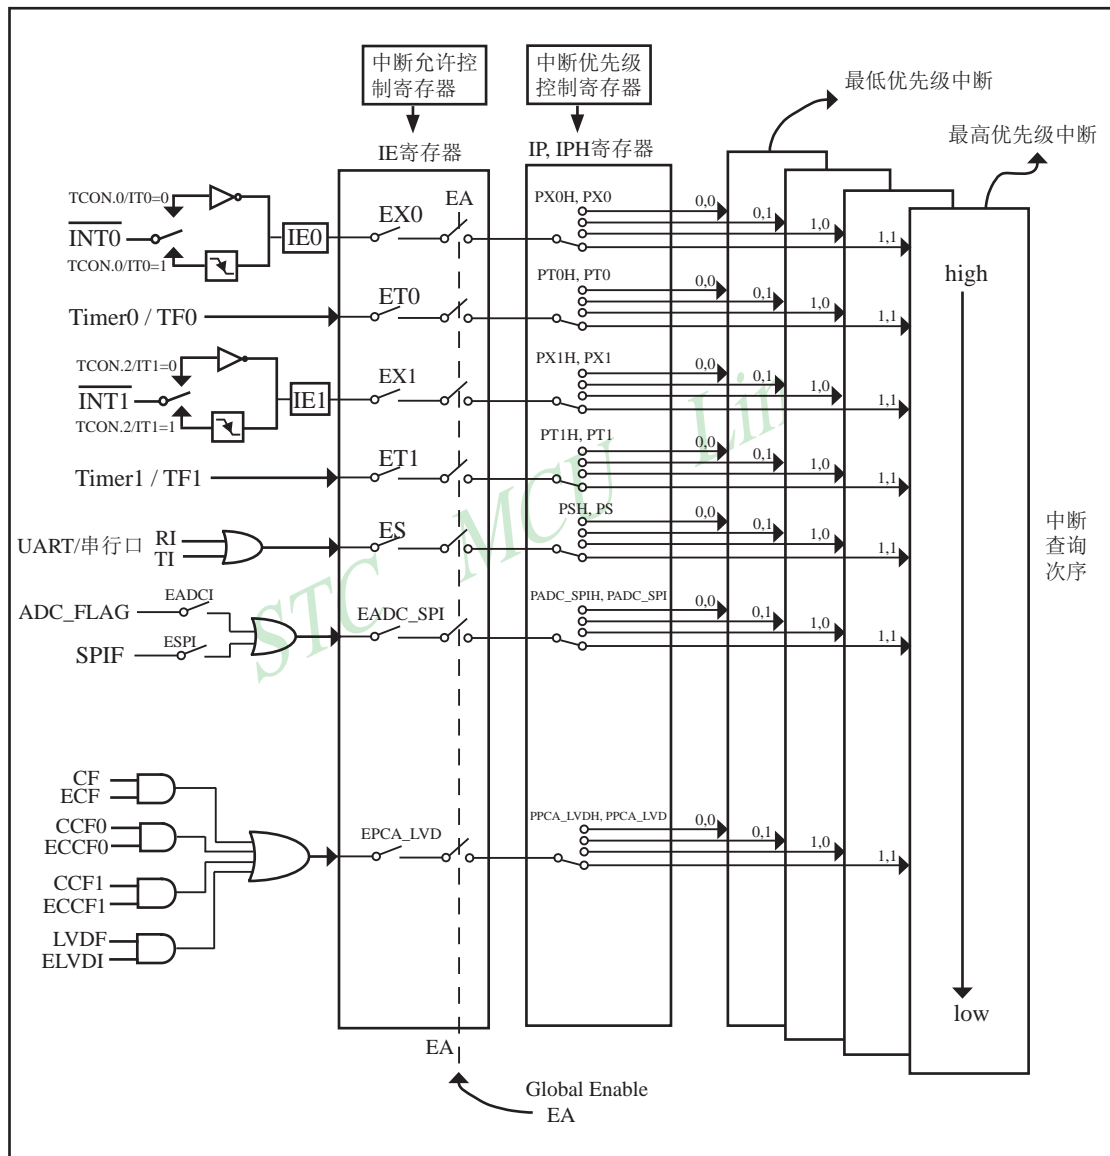 中断允许控
制寄存器
中断优先级
控制寄存器
最低优先级中断
最高优先级中断
IE寄存器
IP, IPH寄存器
TCON.0/IT0=0
INT0
TCON.0/IT0=1
IE0
EX0
EA
PX0H, PX0
0,0
0,1
1,0
1,1
high
Timer0 / TF0
ET0
PT0H, PT0
0,0
0,1
1,0
1,1
TCON.2/IT1=0
INT1
TCON.2/IT1=1
IE1
EX1
PX1H, PX1
0,0
0,1
1,0
1,1
Timer1 / TF1
ET1
PT1H, PT1
0,0
0,1
1,0
1,1
UART/串行口
RI
TI
ES
PSH, PS
0,0
0,1
1,0
1,1
中断
查询
次序
ADC_FLAG
EADCI
SPIF
ESPI
EADC_SPI
PADC_SPIH, PADC_SPI
0,0
0,1
1,0
1,1
CF
ECF
CCF0
ECCF0
CCF1
ECCF1
LVDF
ELVDI
EPCA_LVD
PPCA_LVDH, PPCA_LVD
0,0
0,1
1,0
1,1
low
EA
Global Enable
EA
STC MCU Lim